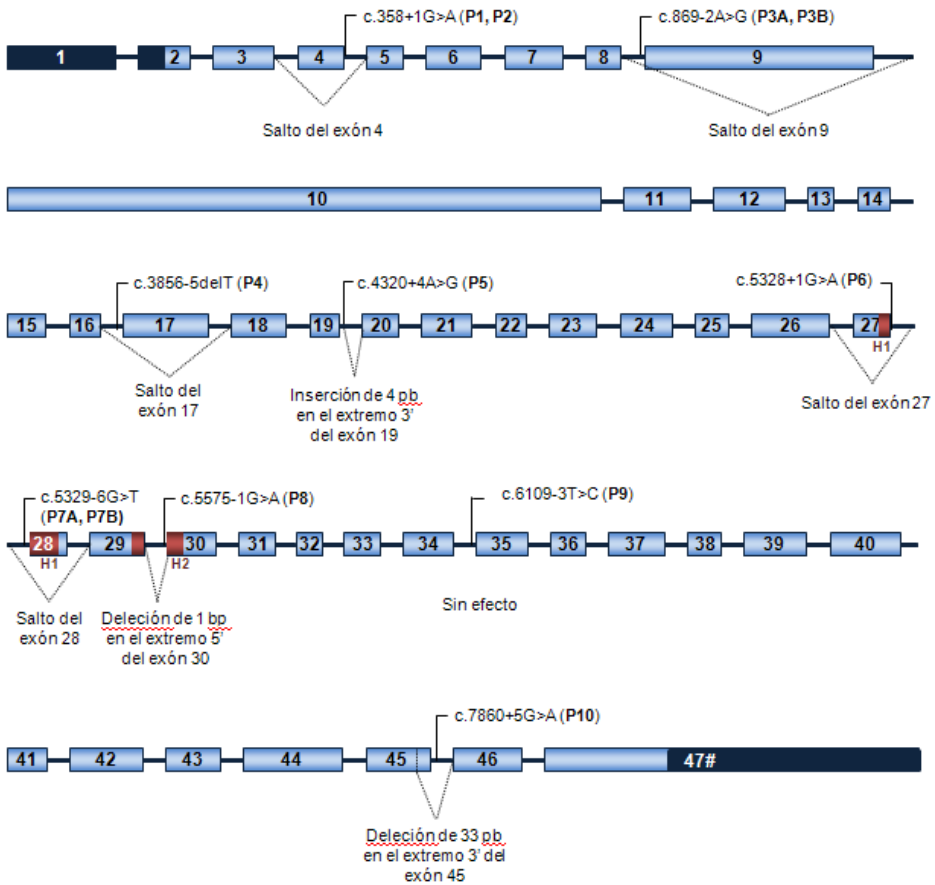 c.358+1G>A (P1, P2)
c.869-2A>G (P3A, P3B)
1 2 3 4 5 6 7 8 9
Salto del exón 4
Salto del exón 9
10 11 12 13 14
c.3856-5delT (P4)
c.4320+4A>G (P5)
c.5328+1G>A (P6)
15 16 17 18 19 20 21 22 23 24 25 26 27
H1
Salto del
exón 17
Inserción de 4 pb
en el extremo 3’
del exón 19
Salto del exón 27
c.5329-6G>T
(P7A, P7B)
c.5575-1G>A (P8)
c.6109-3T>C (P9)
28 29 30 31 32 33 34 35 36 37 38 39 40
H1
H2
Salto del
exón 28
Deleción de 1 bp
en el extremo 5’
del exón 30
Sin efecto
c.7860+5G>A (P10)
41 42 43 44 45 46 47#
Deleción de 33 pb
en el extremo 3’ del
exón 45